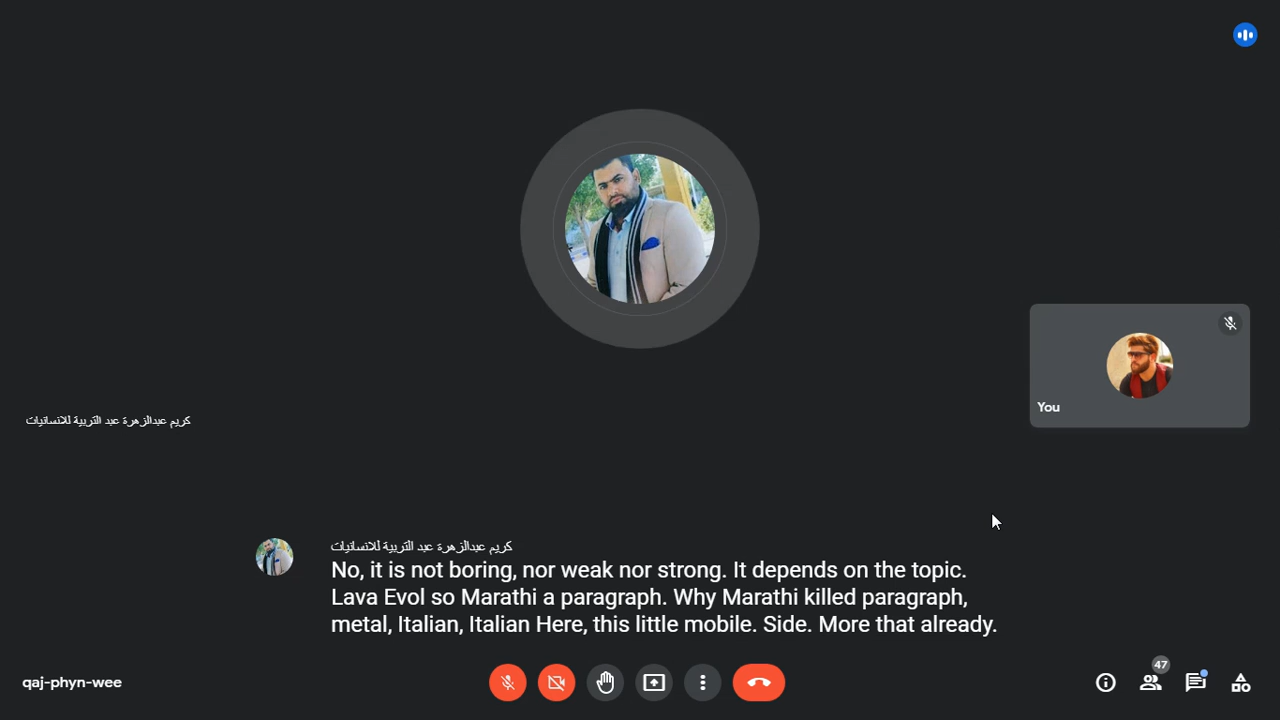 You
كريم عبدالزهرة عبد التربية للانسانيات
كريم عبدالزهرة عبد التربية للانسانيات
No, it is not boring, nor weak nor strong. It depends on the topic.
Lava Evol so Marathi a paragraph. Why Marathi killed paragraph,
metal, Italian, Italian Here, this little mobile. Side. More that already.
qaj-phyn-wee
47